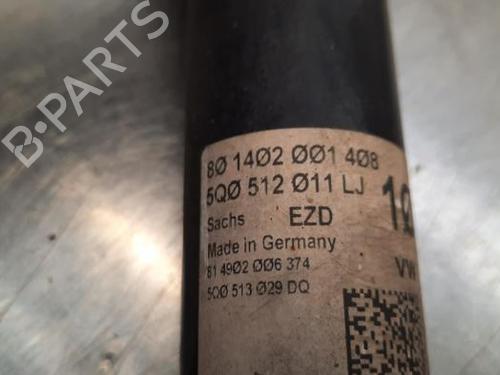 B-PARTS
8Ø 14Ø2 ØØ1 4Ø8
5QØ 512 Ø11 LJ
Sachs EZD
Made in Germany
81 49Ø2 ØØ6 374
VW
5QØ 513 Ø29 DQ